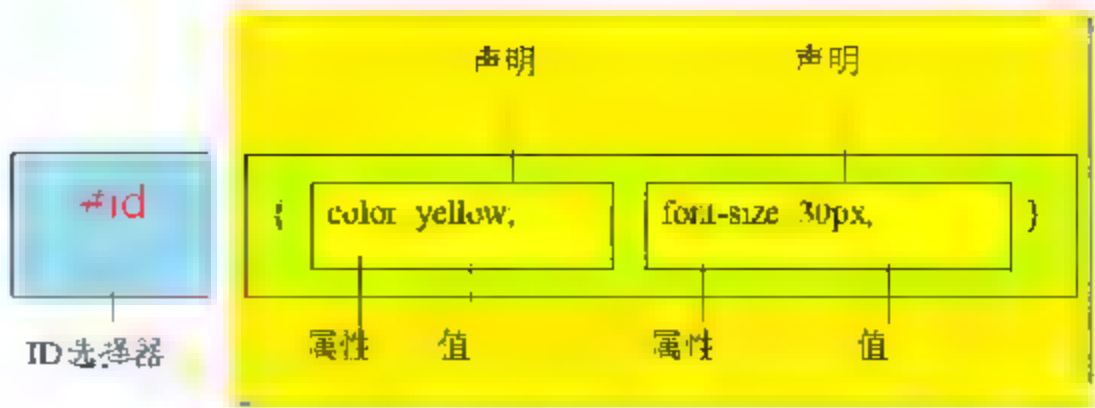 声明 声明
#id { color yellow; font-size 30px; }
ID选择器 属性 值 属性 值